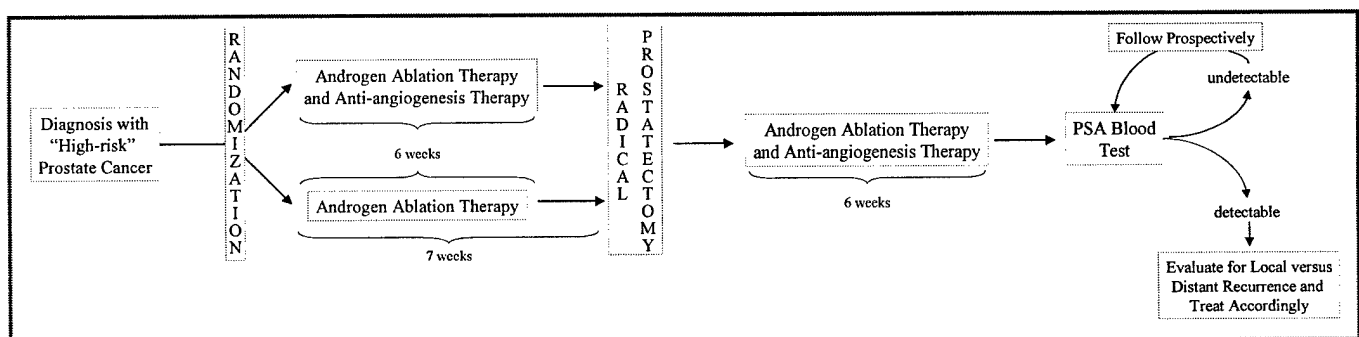 Diagnosis with
"High-risk"
Prostate Cancer
RANDOMIZATION
Androgen Ablation Therapy
and Anti-angiogenesis Therapy
6 weeks
Androgen Ablation Therapy
7 weeks
RADICAL
PROSTATECTOMY
Androgen Ablation Therapy
and Anti-angiogenesis Therapy
6 weeks
Follow Prospectively
undetectable
PSA Blood
Test
detectable
Evaluate for Local versus
Distant Recurrence and
Treat Accordingly